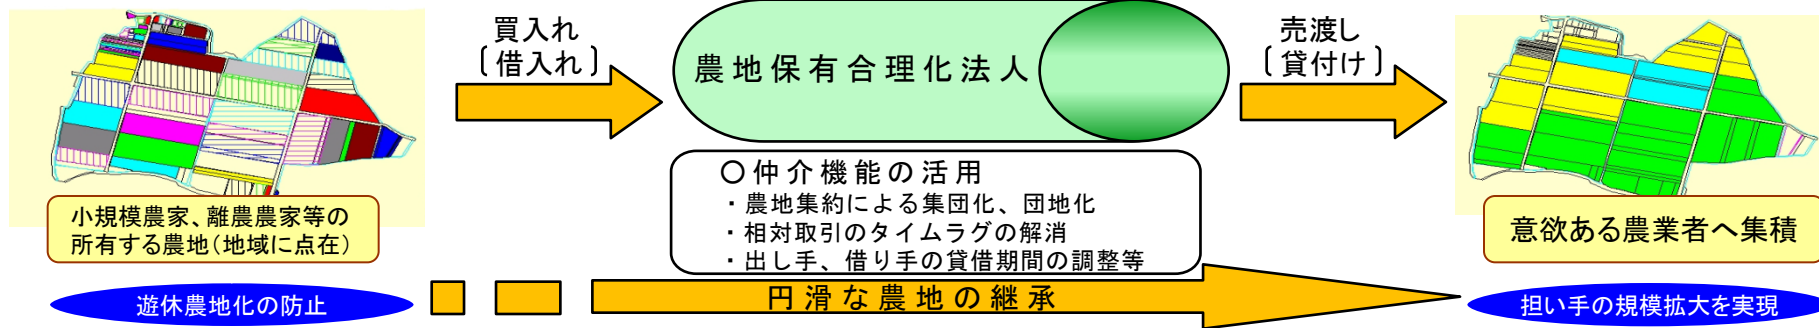 買入れ
〔借入れ〕
農地保有合理化法人
売渡し
〔貸付け〕
小規模農家、離農農家等の
所有する農地（地域に点在）
○仲介機能の活用
・農地集約による集団化、団地化
・相対取引のタイムラグの解消
・出し手、借り手の貸借期間の調整等
意欲ある農業者へ集積
遊休農地化の防止
円滑な農地の継承
担い手の規模拡大を実現